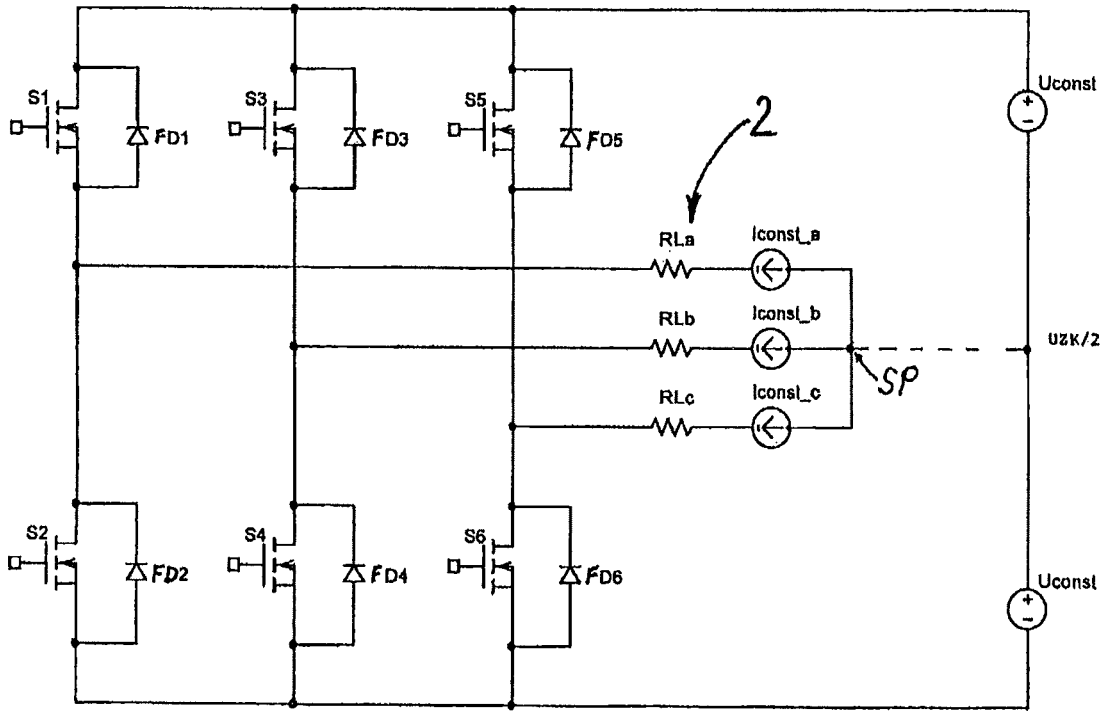 S1
FD1
S3
FD3
S5
FD5
Uconst
+
-
2
RLa
Iconst_a
RLb
Iconst_b
UZK/2
SP
RLc
Iconst_c
S2
FD2
S4
FD4
S6
FD6
Uconst
+
-